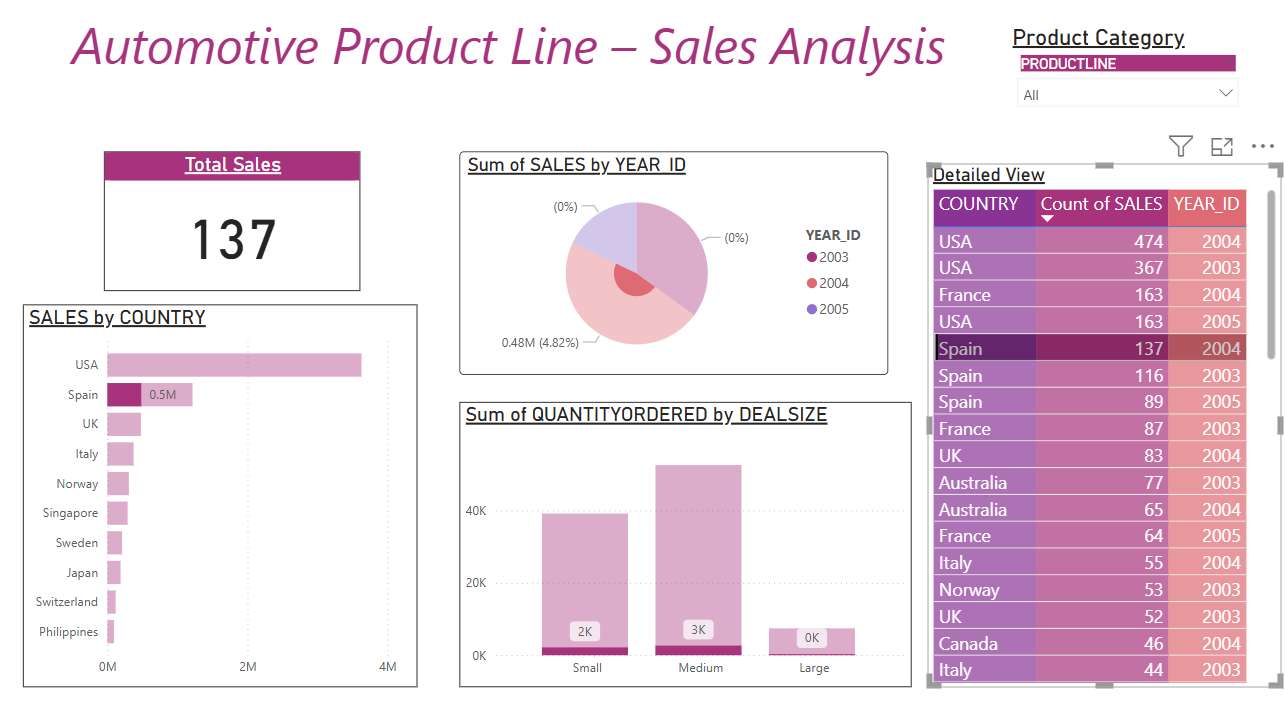 Automotive Product Line – Sales Analysis
Product Category
PRODUCTLINE
All
Total Sales
137
SALES by COUNTRY
USA
Spain 0.5M
UK
Italy
Norway
Singapore
Sweden
Japan
Switzerland
Philippines
0M 2M 4M
Sum of SALES by YEAR_ID
(0%)
(0%)
0.48M (4.82%)
YEAR_ID
2003
2004
2005
Sum of QUANTITYORDERED by DEALSIZE
40K
20K
0K
2K 3K 0K
Small Medium Large
Detailed View
COUNTRY Count of SALES YEAR_ID
USA 474 2004
USA 367 2003
France 163 2004
USA 163 2005
Spain 137 2004
Spain 116 2003
Spain 89 2005
France 87 2003
UK 83 2004
Australia 77 2003
Australia 65 2004
France 64 2005
Italy 55 2004
Norway 53 2003
UK 52 2003
Canada 46 2004
Italy 44 2003